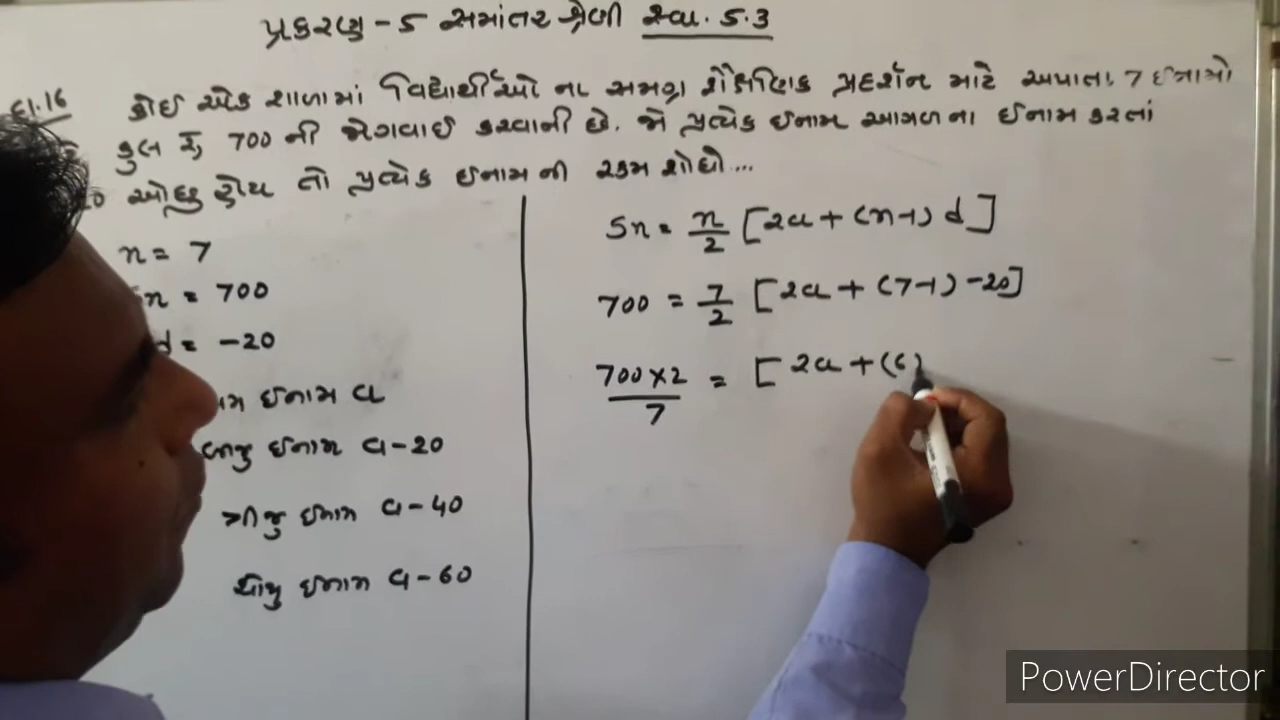 પ્રકરણ - 5 સમાંતર શ્રેણી સ્વા. 5.3
દા.16 કોઈ એક શાળામાં વિદ્યાર્થીઓ ના સમગ્ર શૈક્ષણિક પ્રદર્શન માટે અપાતા 7 ઈનામો
કુલ રૂ 700 ની જોગવાઈ કરવાની છે. જો પ્રત્યેક ઈનામ આગળના ઈનામ કરતાં
20 ઓછુ હોય તો પ્રત્યેક ઈનામ ની રકમ શોધો...
n = 7
n = 700
d = -20
ઈનામ a
બીજુ ઈનામ a-20
ત્રીજુ ઈનામ a-40
ચોથુ ઈનામ a-60
Sn = n/2 [2a + (n-1) d]
700 = 7/2 [2a + (7-1) -20]
700×2/7 = [2a + (6)
PowerDirector